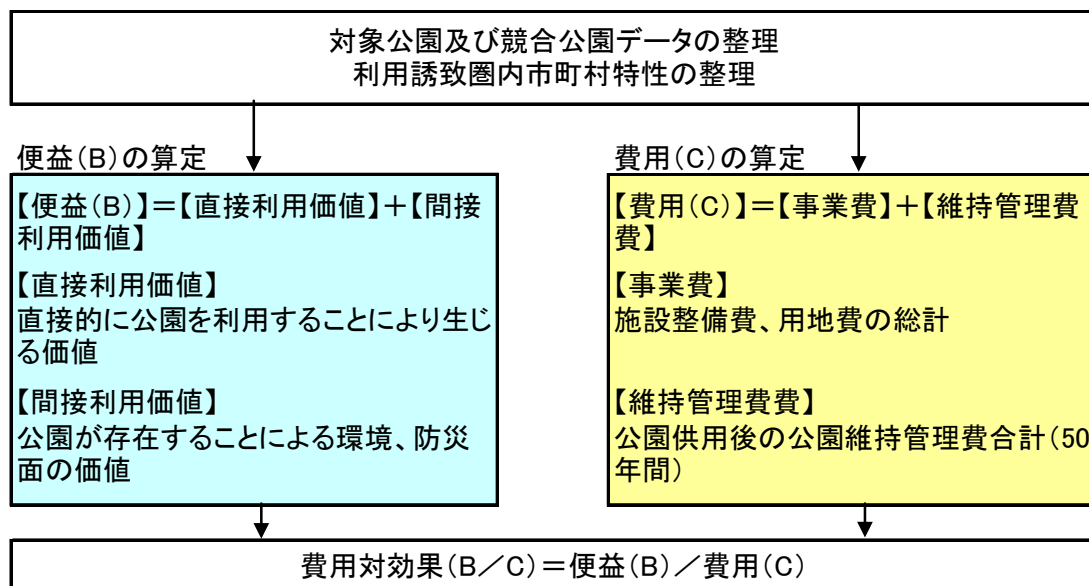 対象公園及び競合公園データの整理
利用誘致圏内市町村特性の整理
便益(B)の算定
【便益(B)】＝【直接利用価値】＋【間接
利用価値】
【直接利用価値】
直接的に公園を利用することにより生じ
る価値
【間接利用価値】
公園が存在することによる環境、防災
面の価値
費用(C)の算定
【費用(C)】＝【事業費】＋【維持管理費
費】
【事業費】
施設整備費、用地費の総計
【維持管理費費】
公園供用後の公園維持管理費合計(50
年間)
費用対効果(B／C)＝便益(B)／費用(C)